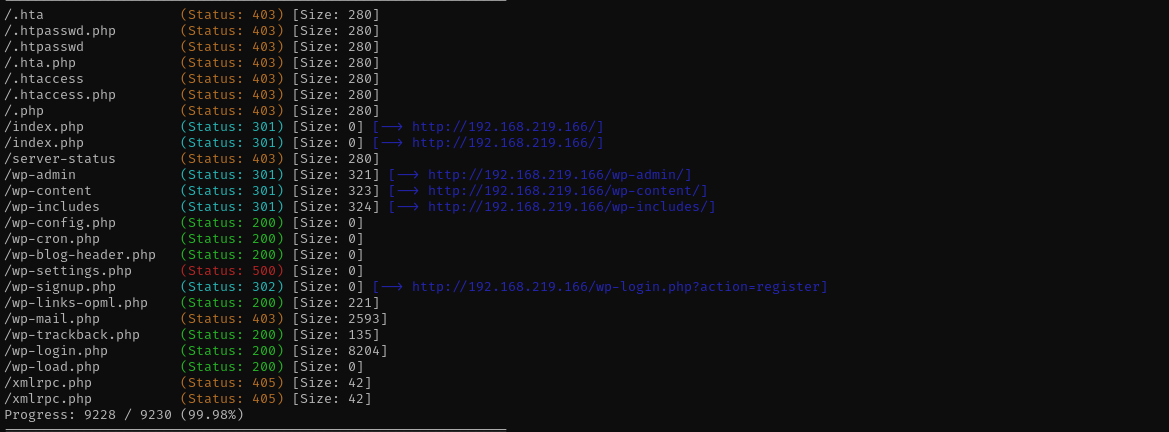 /.hta (Status: 403) [Size: 280]
/.htpasswd.php (Status: 403) [Size: 280]
/.htpasswd (Status: 403) [Size: 280]
/.hta.php (Status: 403) [Size: 280]
/.htaccess (Status: 403) [Size: 280]
/.htaccess.php (Status: 403) [Size: 280]
/.php (Status: 403) [Size: 280]
/index.php (Status: 301) [Size: 0] [--> http://192.168.219.166/]
/index.php (Status: 301) [Size: 0] [--> http://192.168.219.166/]
/server-status (Status: 403) [Size: 280]
/wp-admin (Status: 301) [Size: 321] [--> http://192.168.219.166/wp-admin/]
/wp-content (Status: 301) [Size: 323] [--> http://192.168.219.166/wp-content/]
/wp-includes (Status: 301) [Size: 324] [--> http://192.168.219.166/wp-includes/]
/wp-config.php (Status: 200) [Size: 0]
/wp-cron.php (Status: 200) [Size: 0]
/wp-blog-header.php (Status: 200) [Size: 0]
/wp-settings.php (Status: 500) [Size: 0]
/wp-signup.php (Status: 302) [Size: 0] [--> http://192.168.219.166/wp-login.php?action=register]
/wp-links-opml.php (Status: 200) [Size: 221]
/wp-mail.php (Status: 403) [Size: 2593]
/wp-trackback.php (Status: 200) [Size: 135]
/wp-login.php (Status: 200) [Size: 8204]
/wp-load.php (Status: 200) [Size: 0]
/xmlrpc.php (Status: 405) [Size: 42]
/xmlrpc.php (Status: 405) [Size: 42]
Progress: 9228 / 9230 (99.98%)